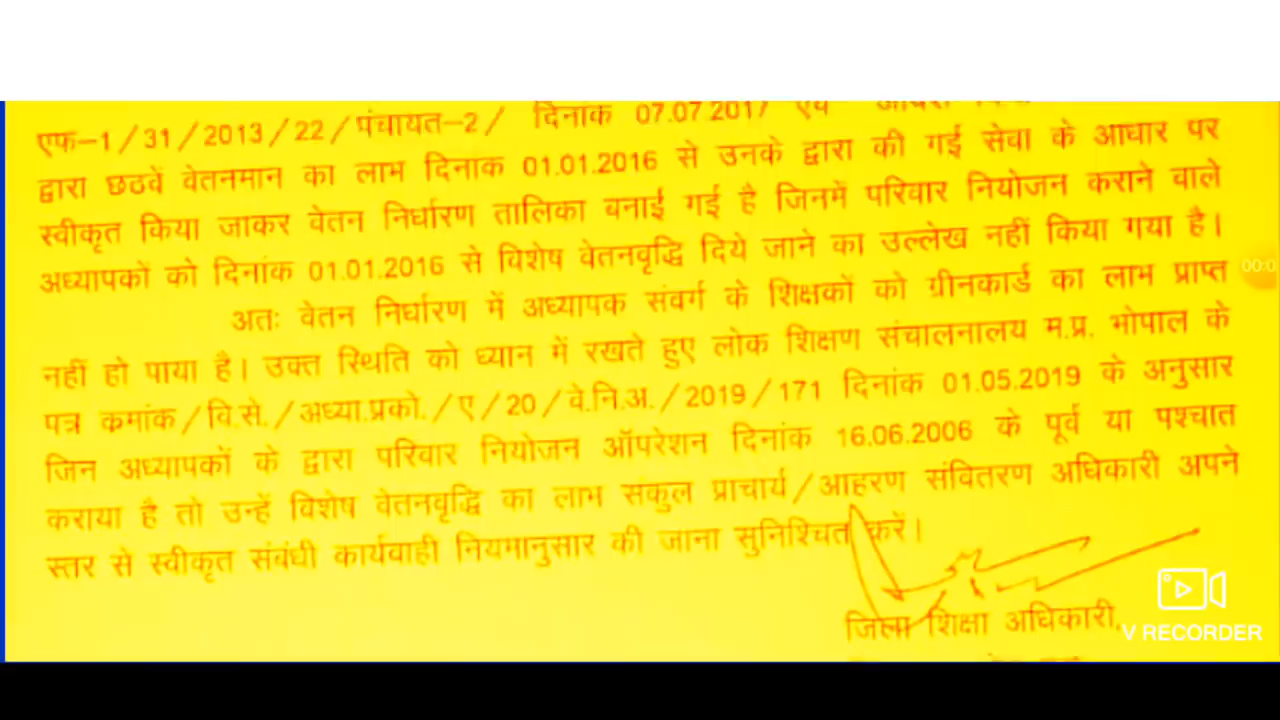 एफ–1/31/2013/22/पंचायत–2/ दिनांक 07.07.2017 एवं
द्वारा छठवें वेतनमान का लाभ दिनांक 01.01.2016 से उनके द्वारा की गई सेवा के आधार पर
स्वीकृत किया जाकर वेतन निर्धारण तालिका बनाई गई है जिनमें परिवार नियोजन कराने वाले
अध्यापकों को दिनांक 01.01.2016 से विशेष वेतनवृद्धि दिये जाने का उल्लेख नहीं किया गया है।
अतः वेतन निर्धारण में अध्यापक संवर्ग के शिक्षकों को ग्रीनकार्ड का लाभ प्राप्त
नहीं हो पाया है। उक्त स्थिति को ध्यान में रखते हुए लोक शिक्षण संचालनालय म.प्र. भोपाल के
पत्र कमांक/वि.से./अध्या.प्रको./ए/20/वे.नि.अ./2019/171 दिनांक 01.05.2019 के अनुसार
जिन अध्यापकों के द्वारा परिवार नियोजन ऑपरेशन दिनांक 16.06.2006 के पूर्व या पश्चात
कराया है तो उन्हें विशेष वेतनवृद्धि का लाभ संकुल प्राचार्य/आहरण संवितरण अधिकारी अपने
स्तर से स्वीकृत संबंधी कार्यवाही नियमानुसार की जाना सुनिश्चित करें।
जिला शिक्षा अधिकारी,
00:0
V RECORDER